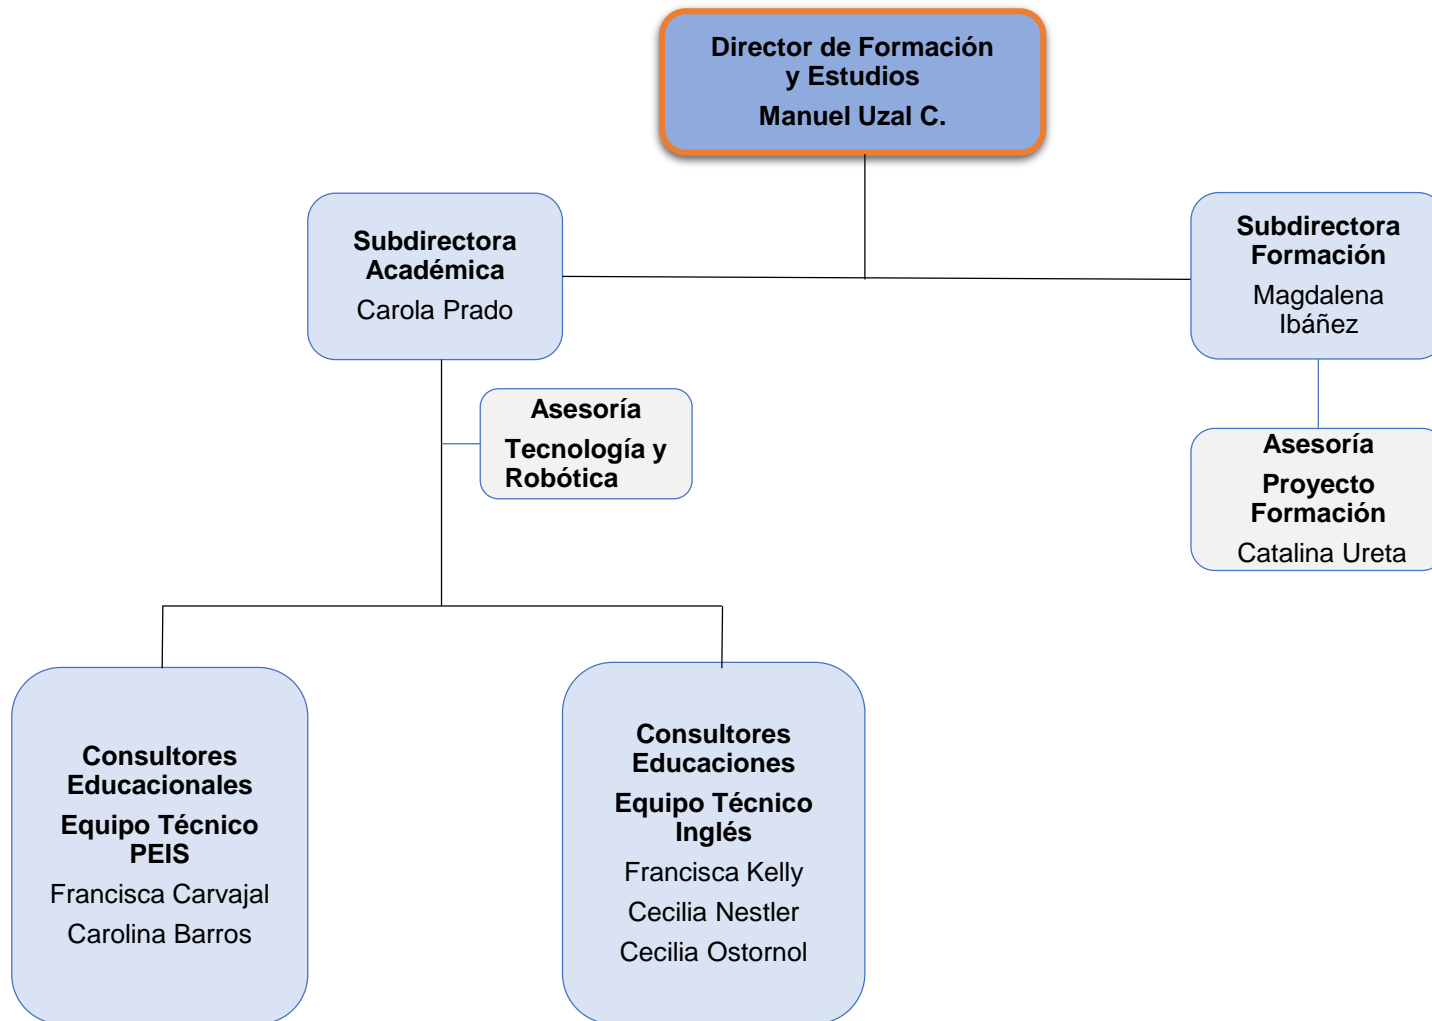 Director de Formación
y Estudios
Manuel Uzal C.
Subdirectora
Académica
Carola Prado
Subdirectora
Formación
Magdalena
Ibáñez
Asesoría
Tecnología y
Robótica
Asesoría
Proyecto
Formación
Catalina Ureta
Consultores
Educacionales
Equipo Técnico
PEIS
Francisca Carvajal
Carolina Barros
Consultores
Educaciones
Equipo Técnico
Inglés
Francisca Kelly
Cecilia Nestler
Cecilia Ostornol